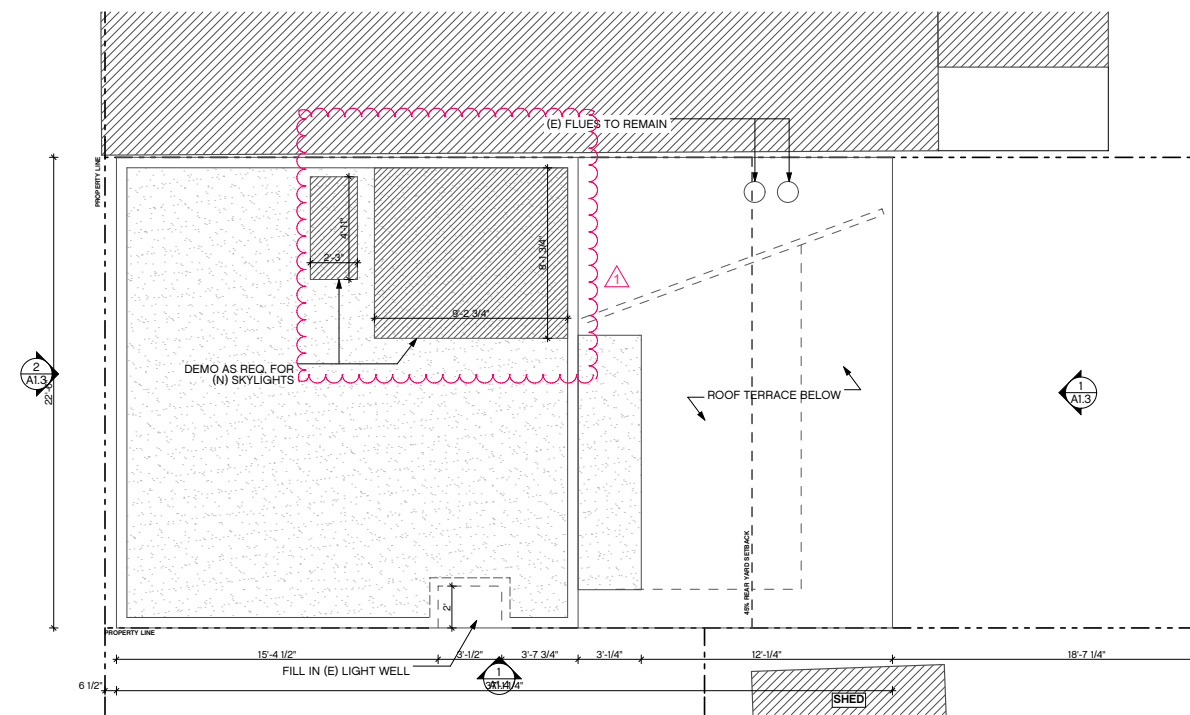 (E) FLUES TO REMAIN
PROPERTY LINE
4'-11"
2'-3"
8'-1 3/4"
1
9'-2 3/4"
DEMO AS REQ. FOR
(N) SKYLIGHTS
2
A1.3
ROOF TERRACE BELOW
1
A1.3
45% REAR YARD SETBACK
2'
PROPERTY LINE
15'-4 1/2"
3'-1/2"
3'-7 3/4"
3'-1/4"
12'-1/4"
18'-7 1/4"
FILL IN (E) LIGHT WELL
1
A1.4
6 1/2"
SHED